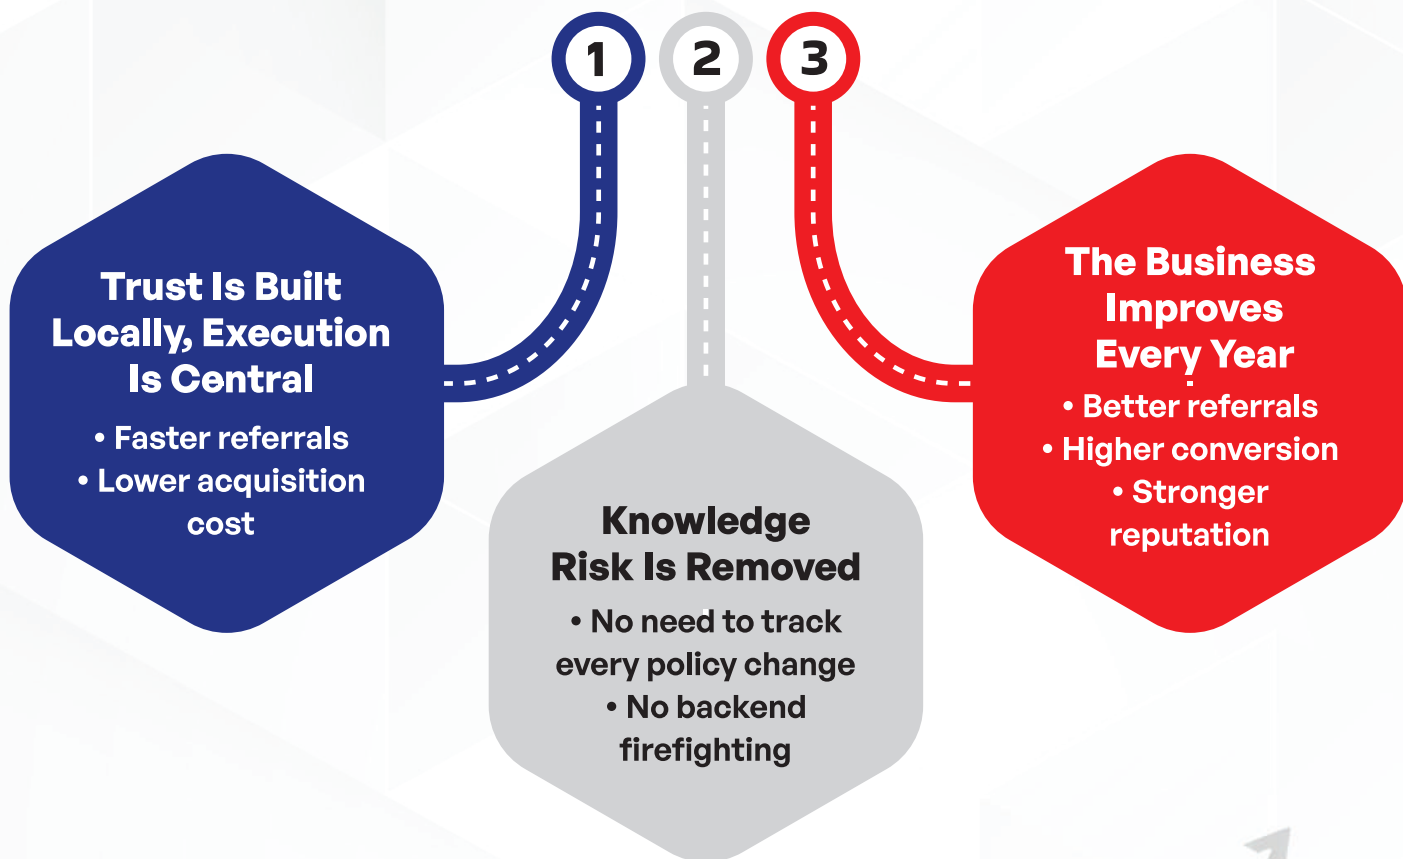 1
2
3
Trust Is Built
Locally, Execution
Is Central
• Faster referrals
• Lower acquisition
cost
Knowledge
Risk Is Removed
• No need to track
every policy change
• No backend
firefighting
The Business
Improves
Every Year
• Better referrals
• Higher conversion
• Stronger
reputation